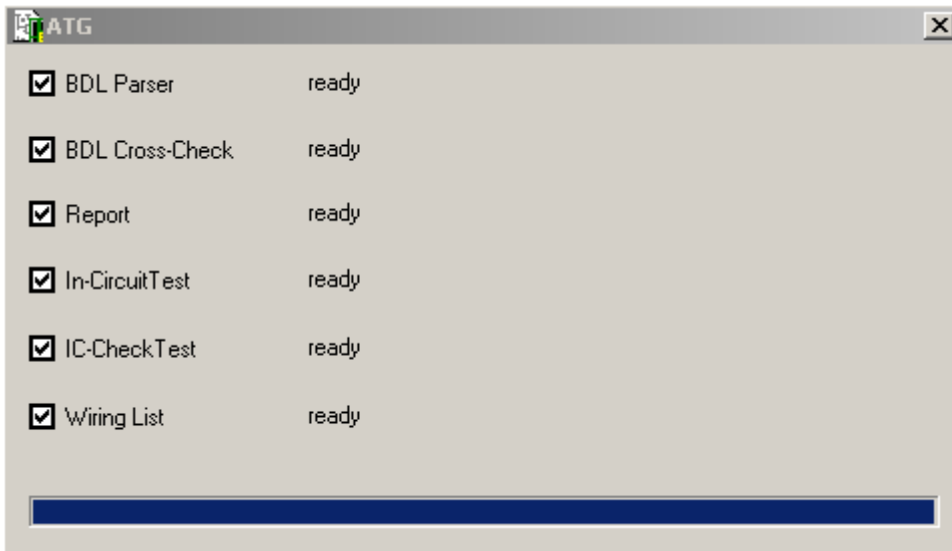 ATG
BDL Parser ready
BDL Cross-Check ready
Report ready
In-CircuitTest ready
IC-CheckTest ready
Wiring List ready